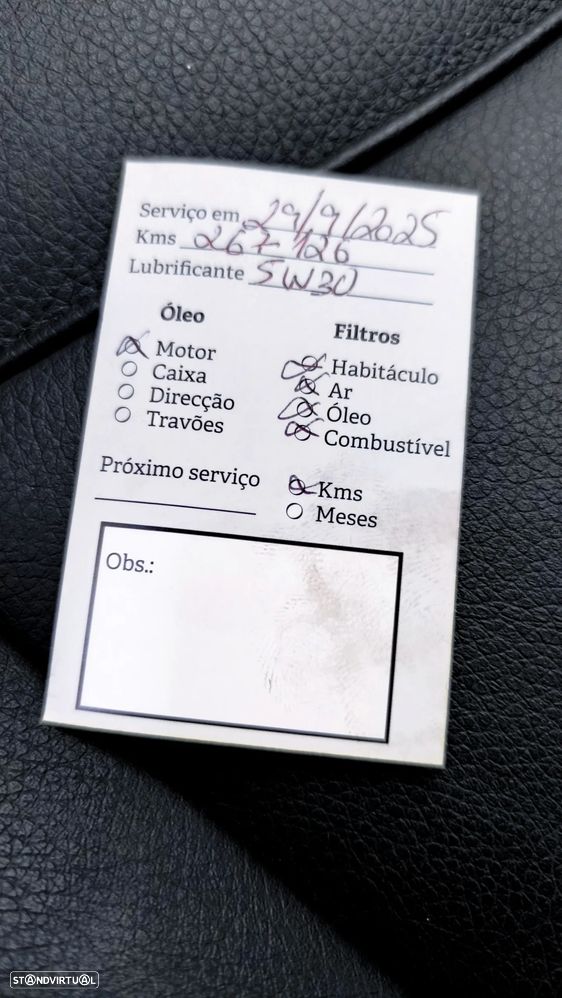 Serviço em 29/9/2025
Kms 267 126
Lubrificante 5W30
Óleo
Motor
Caixa
Direcção
Travões
Filtros
Habitáculo
Ar
Óleo
Combustível
Próximo serviço
Kms
Meses
Obs.:
STANDVIRTUAL